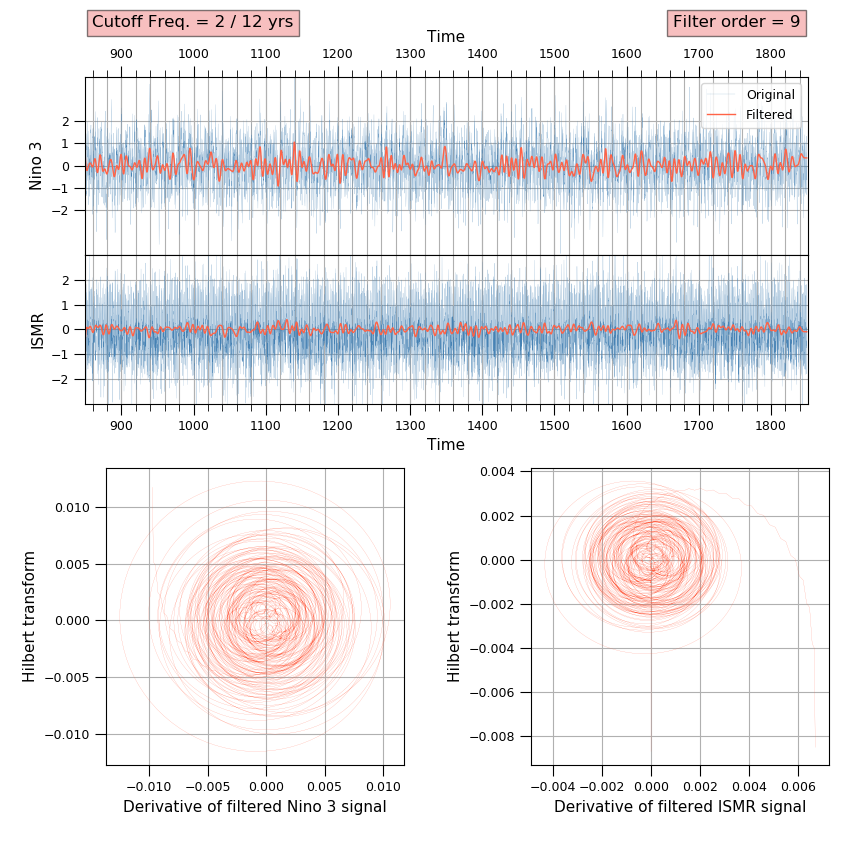 Cutoff Freq. = 2 / 12 yrs
Filter order = 9
Time
900 1000 1100 1200 1300 1400 1500 1600 1700 1800
Original
Filtered
Nino 3
2
1
0
−1
−2
ISMR
2
1
0
−1
−2
900 1000 1100 1200 1300 1400 1500 1600 1700 1800
Time
Hilbert transform
0.010
0.005
0.000
−0.005
−0.010
−0.010 −0.005 0.000 0.005 0.010
Derivative of filtered Nino 3 signal
Hilbert transform
0.004
0.002
0.000
−0.002
−0.004
−0.006
−0.008
−0.004 −0.002 0.000 0.002 0.004 0.006
Derivative of filtered ISMR signal